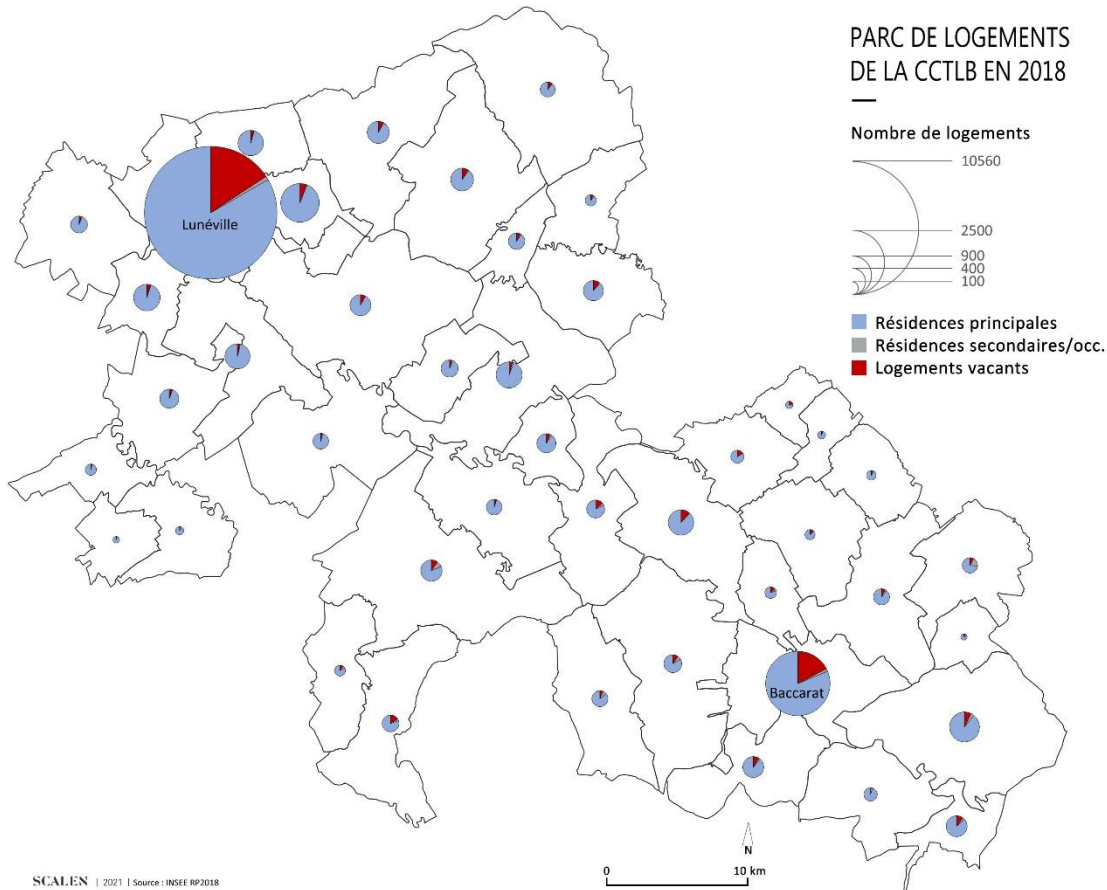 PARC DE LOGEMENTS
DE LA CCTLB EN 2018
Nombre de logements
10560
2500
900
400
100
Résidences principales
Résidences secondaires/occ.
Logements vacants
Lunéville
Baccarat
N
0 10 km
SCALEN | 2021 | Source : INSEE RP2018